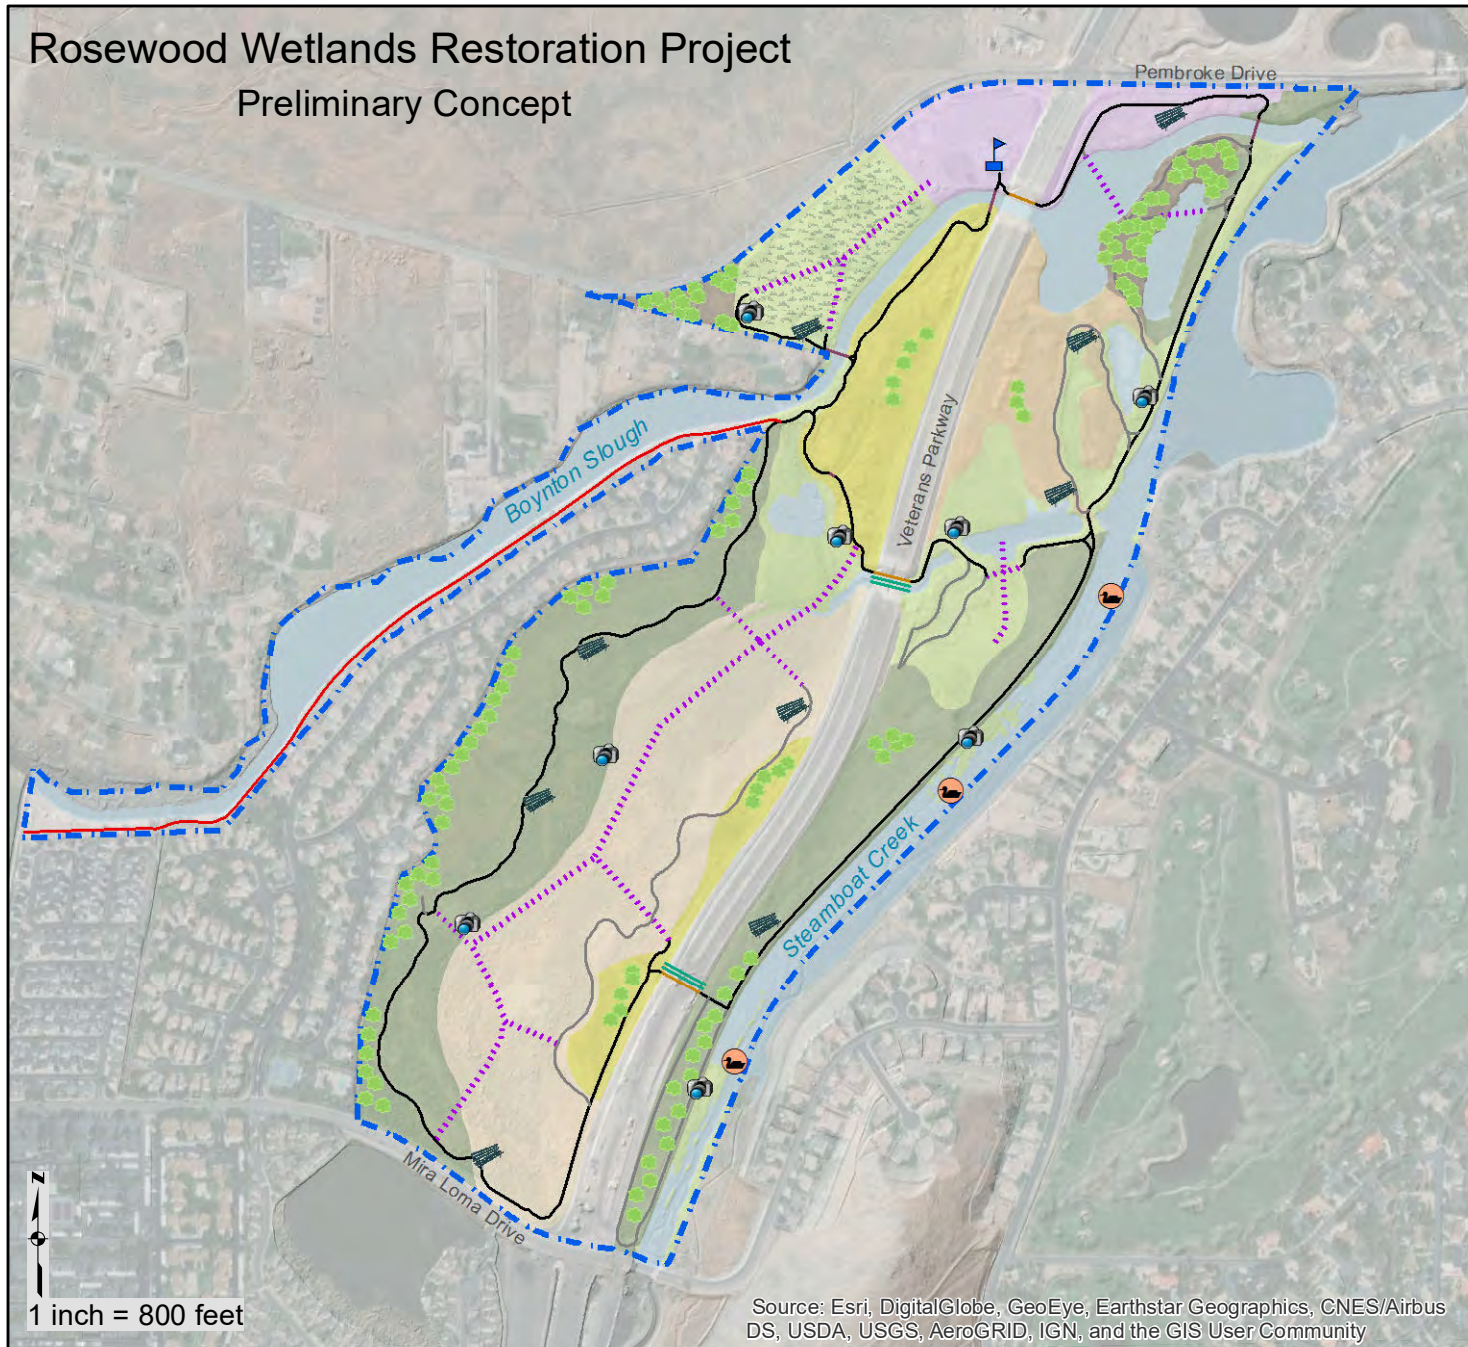 Rosewood Wetlands Restoration Project
Preliminary Concept
Pembroke Drive
Boynton Slough
Veterans Parkway
Steamboat Creek
Mira Loma Drive
N
1 inch = 800 feet
Source: Esri, DigitalGlobe, GeoEye, Earthstar Geographics, CNES/Airbus
DS, USDA, USGS, AeroGRID, IGN, and the GIS User Community